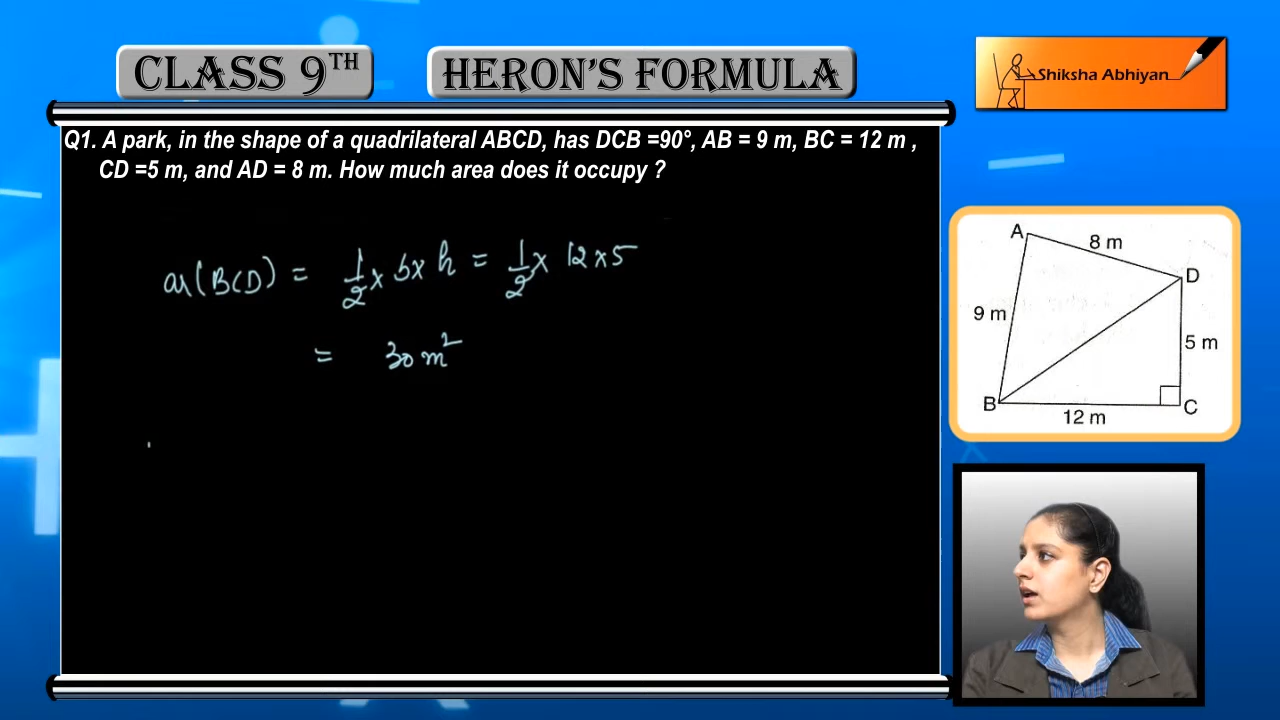 CLASS 9TH
HERON'S FORMULA
Shiksha Abhiyan
Q1. A park, in the shape of a quadrilateral ABCD, has DCB =90°, AB = 9 m, BC = 12 m ,
CD =5 m, and AD = 8 m. How much area does it occupy ?
ar(BCD) = 1/2 x b x h = 1/2 x 12 x 5
= 30 m²
A
8 m
D
9 m
5 m
B
C
12 m